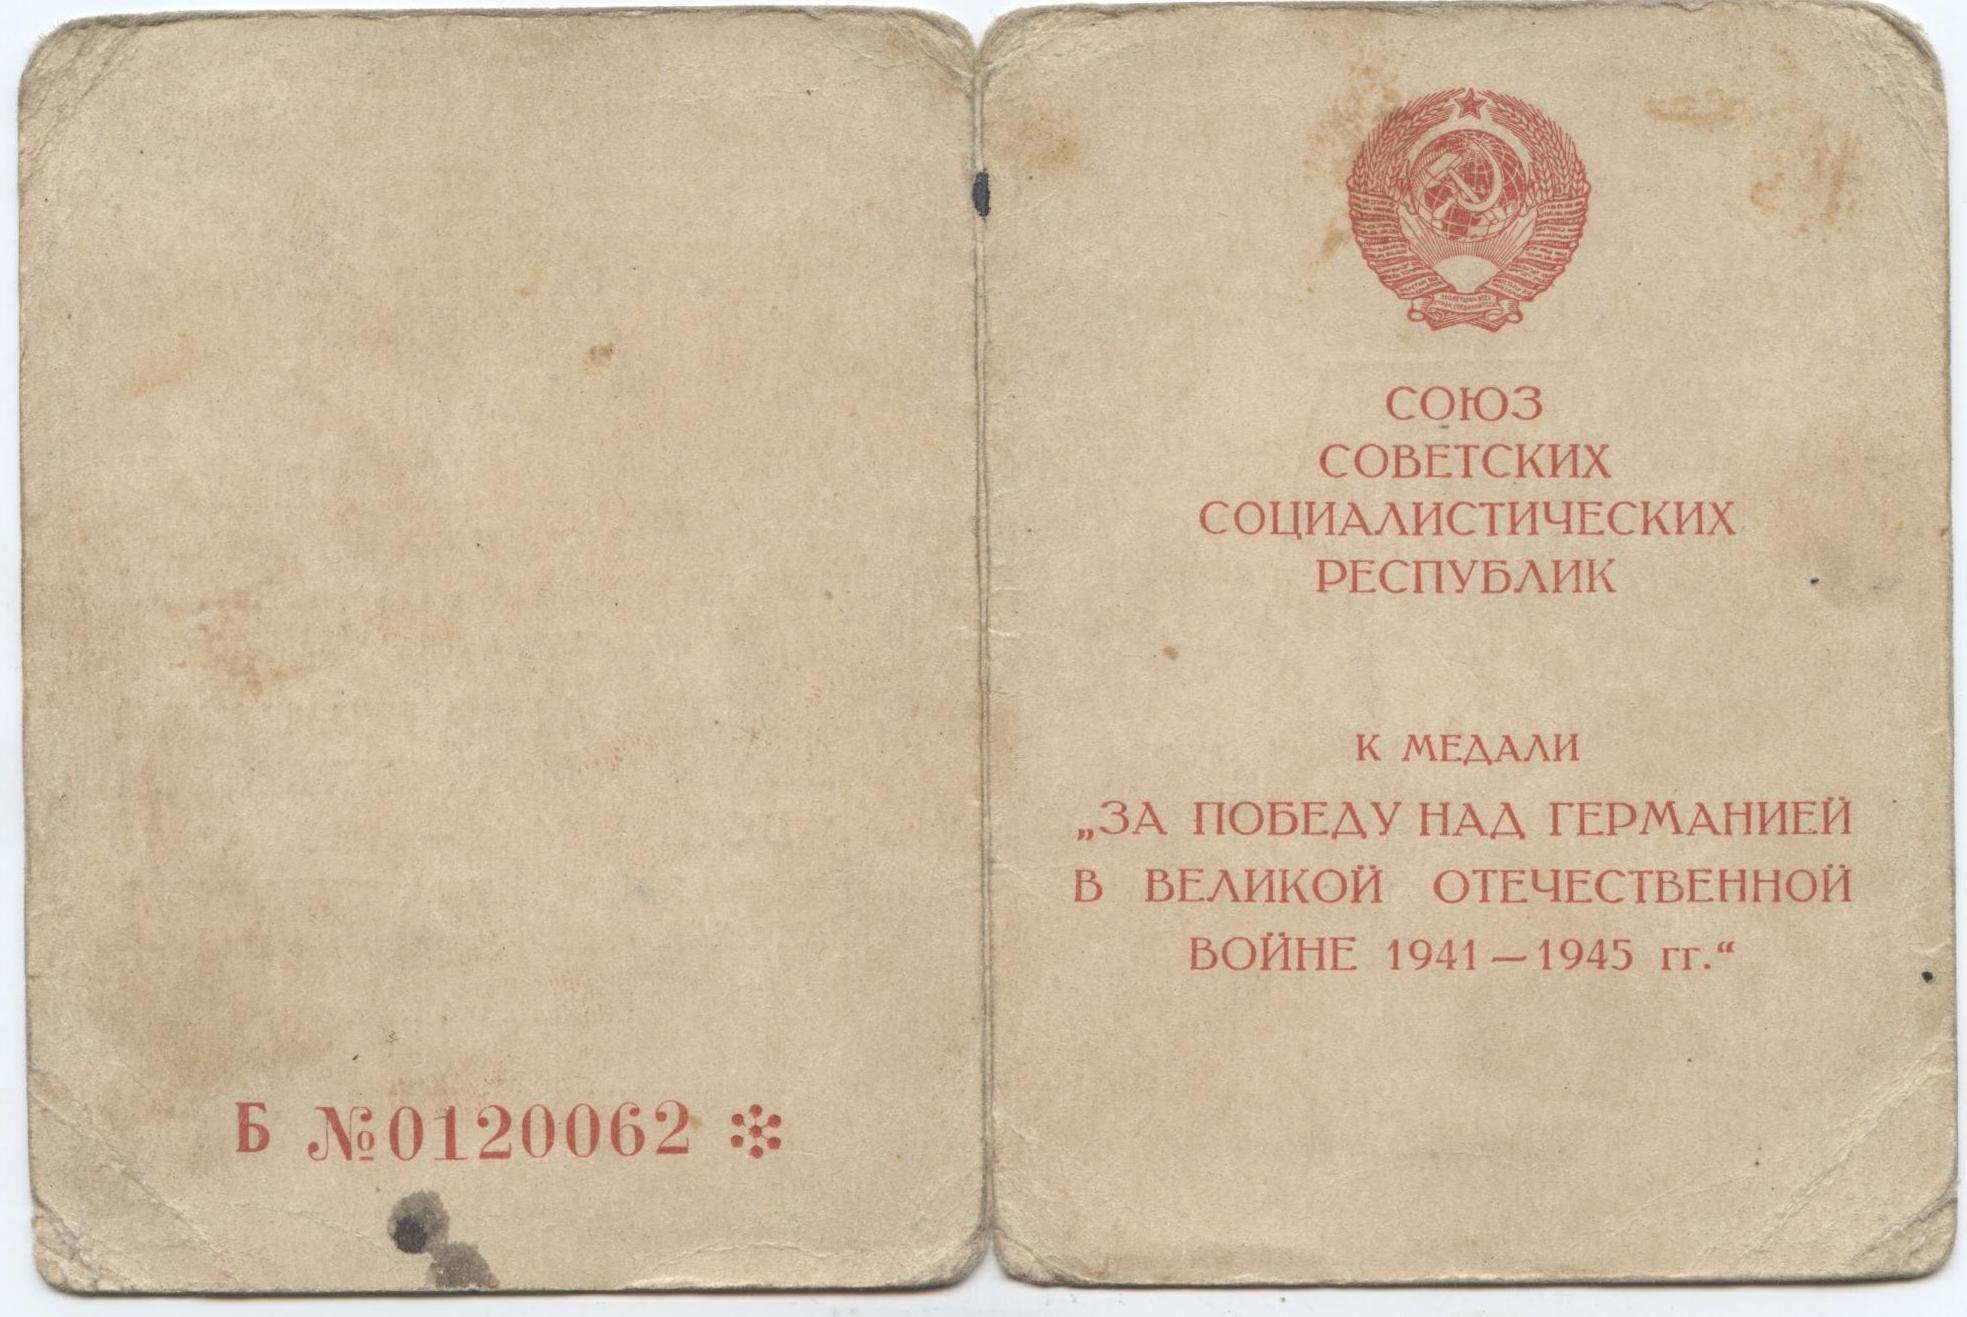 Б №0120062
СОЮЗ
СОВЕТСКИХ
СОЦИАЛИСТИЧЕСКИХ
РЕСПУБЛИК
К МЕДАЛИ
„ЗА ПОБЕДУ НАД ГЕРМАНИЕЙ
В ВЕЛИКОЙ ОТЕЧЕСТВЕННОЙ
ВОЙНЕ 1941—1945 гг.“